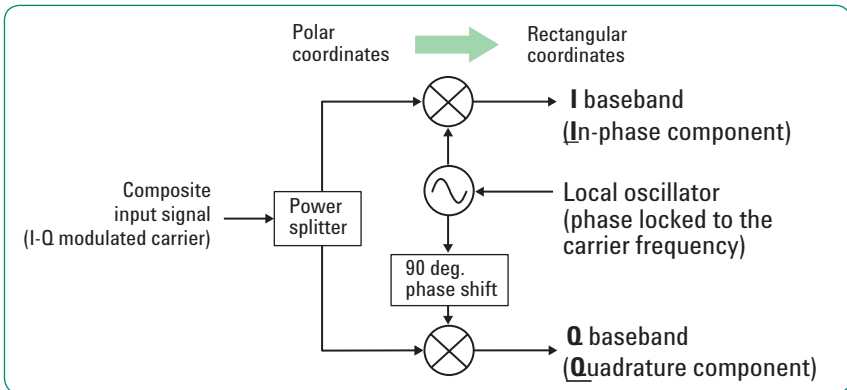 Polar
coordinates
Rectangular
coordinates
I baseband
(In-phase component)
Composite
input signal
(I-Q modulated carrier)
Power
splitter
Local oscillator
(phase locked to the
carrier frequency)
90 deg.
phase shift
Q baseband
(Quadrature component)